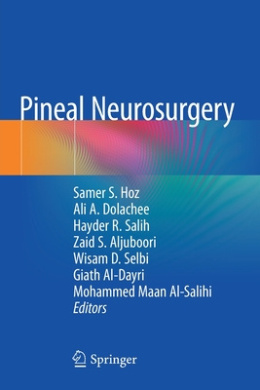 Pineal Neurosurgery
Samer S. Hoz
Ali A. Dolachee
Hayder R. Salih
Zaid S. Aljuboori
Wisam D. Selbi
Giath Al-Dayri
Mohammed Maan Al-Salihi
Editors
Springer